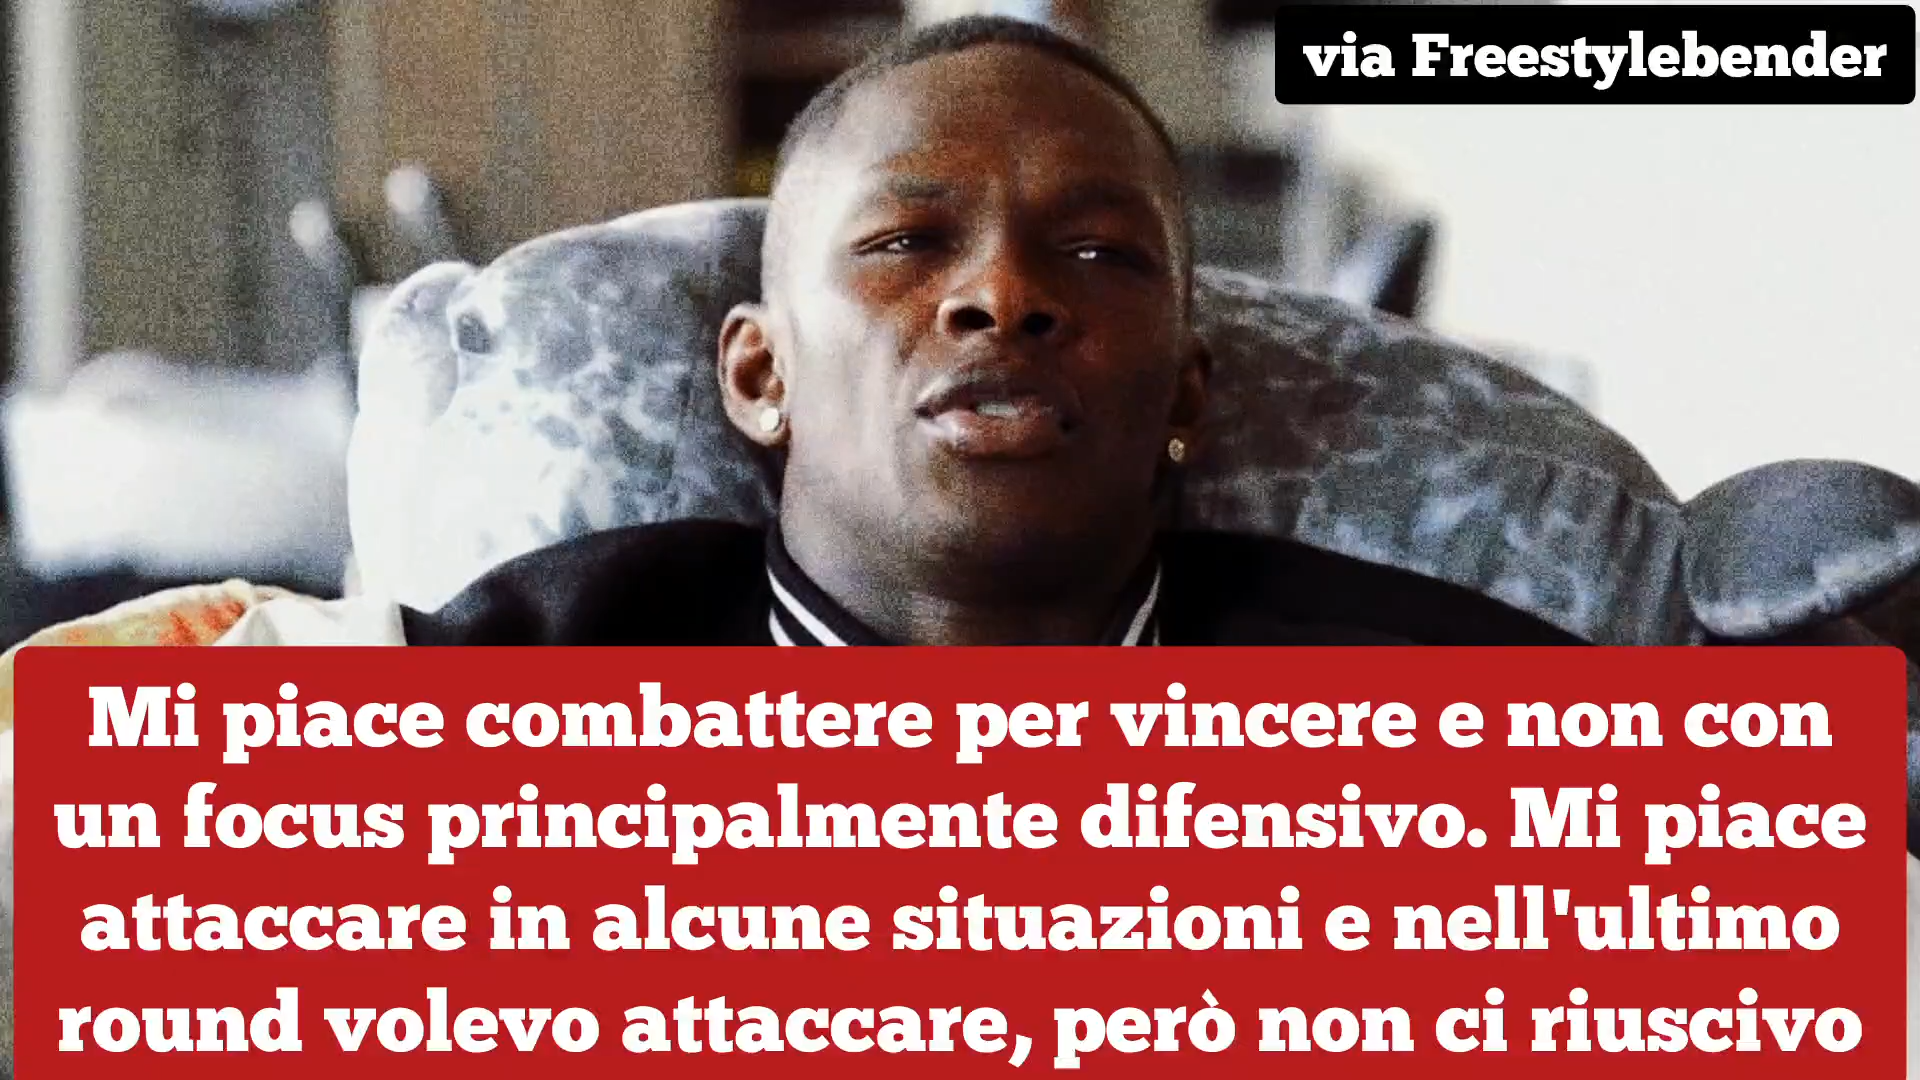 via Freestylebender
Mi piace combattere per vincere e non con
un focus principalmente difensivo. Mi piace
attaccare in alcune situazioni e nell'ultimo
round volevo attaccare, però non ci riuscivo